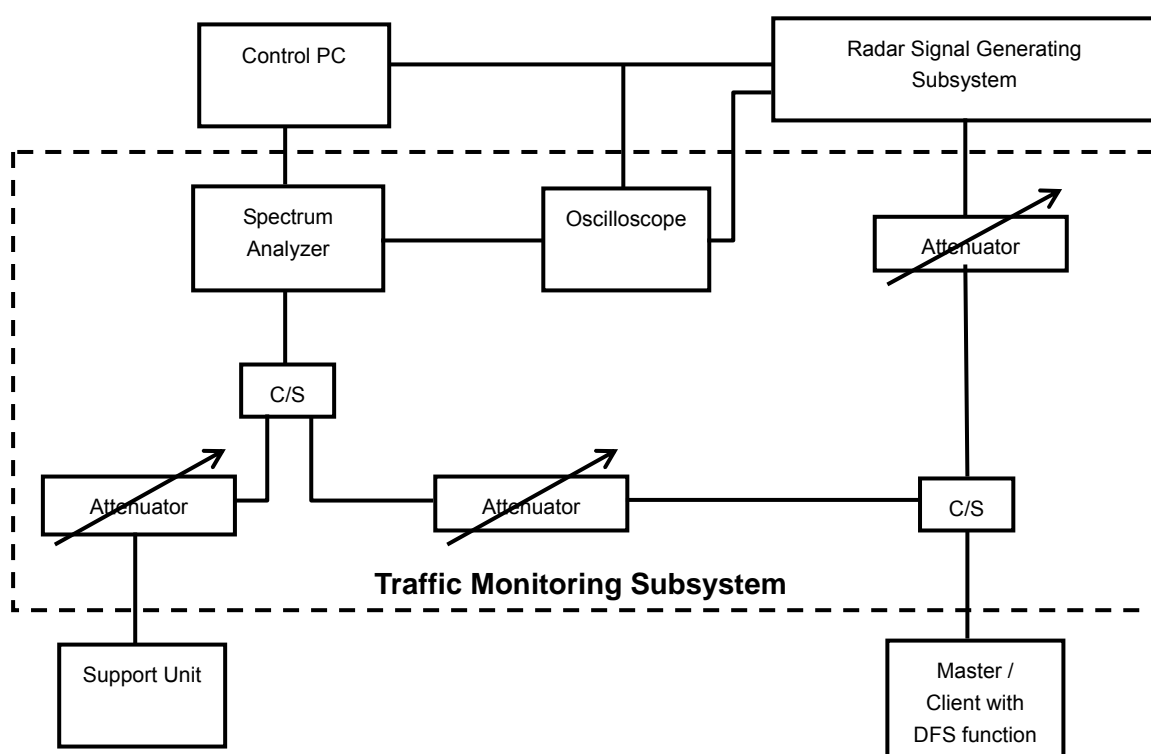 Control PC
Radar Signal Generating
Subsystem
Spectrum
Analyzer
Oscilloscope
Attenuator
C/S
Attenuator
Attenuator
C/S
Traffic Monitoring Subsystem
Support Unit
Master /
Client with
DFS function